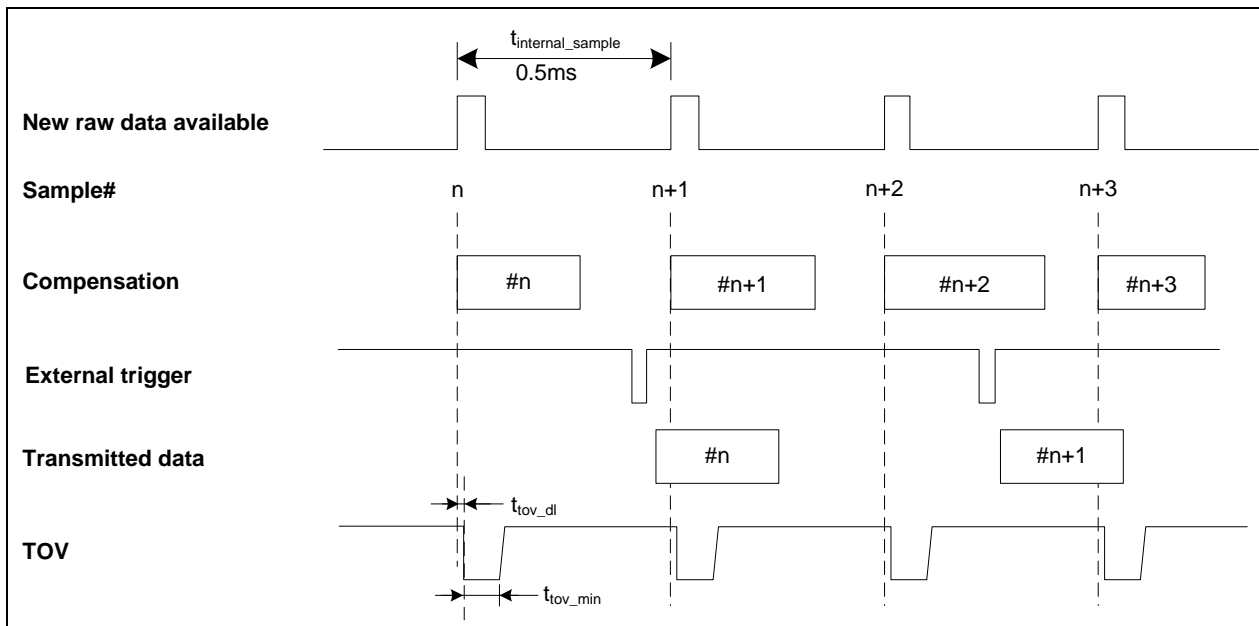 tinternal_sample
0.5ms
New raw data available
Sample# n n+1 n+2 n+3
Compensation #n #n+1 #n+2 #n+3
External trigger
Transmitted data #n #n+1
ttov_dl
TOV
ttov_min